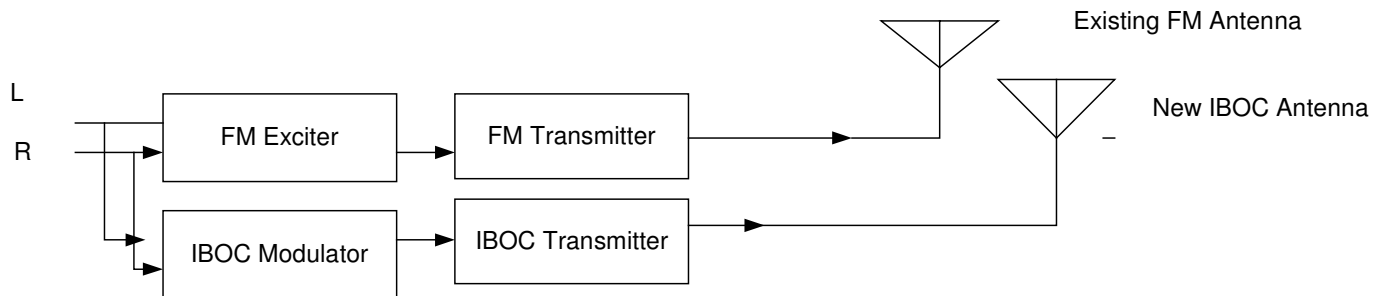 Existing FM Antenna
New IBOC Antenna
L
R
FM Exciter
FM Transmitter
IBOC Modulator
IBOC Transmitter